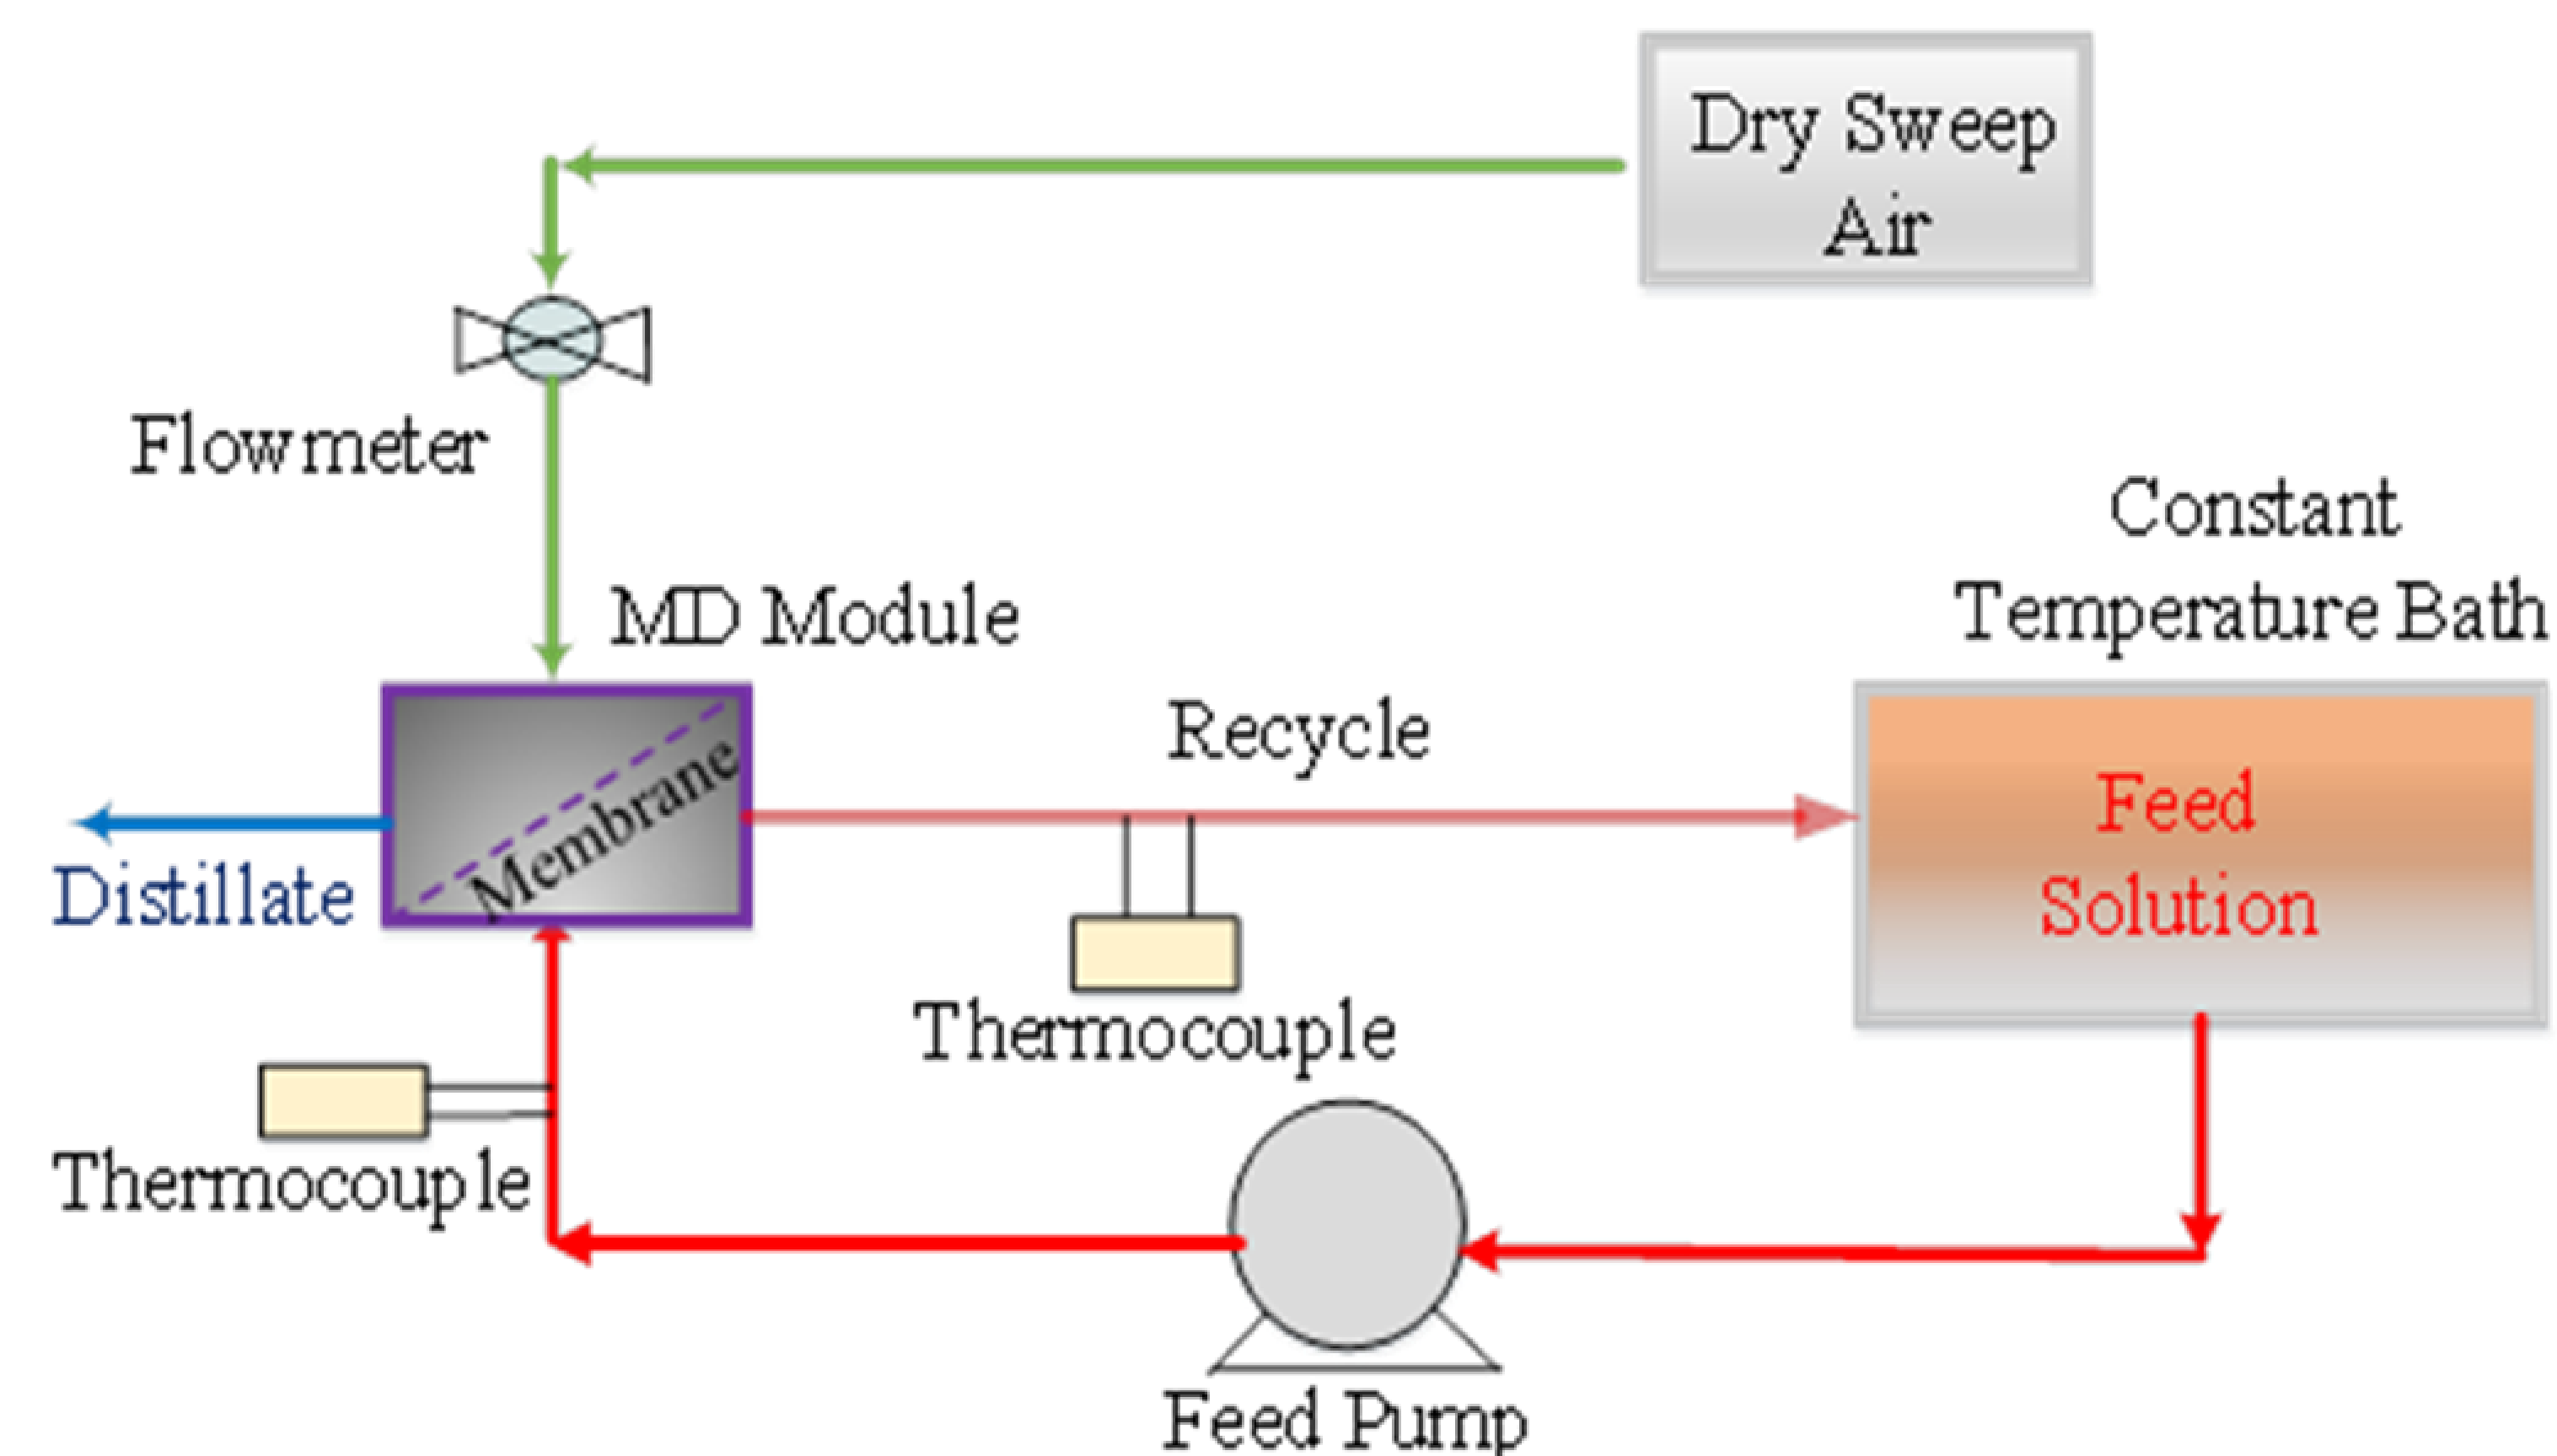 Dry Sweep
Air
Flowmeter
Constant
Temperature Bath
MD Module
Recycle
Membrane
Feed
Solution
Distillate
Thermocouple
Thermocouple
Feed Pump